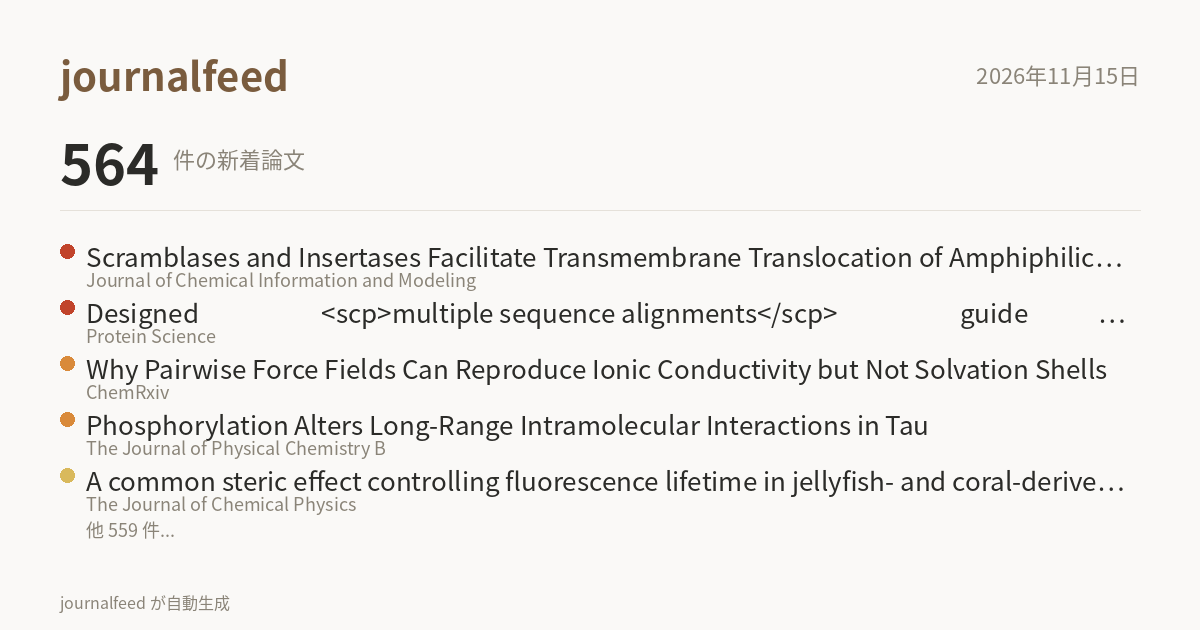 journalfeed
2026年11月15日
564 件の新着論文
Scramblases and Insertases Facilitate Transmembrane Translocation of Amphiphilic…
Journal of Chemical Information and Modeling
Designed <scp>multiple sequence alignments</scp> guide …
Protein Science
Why Pairwise Force Fields Can Reproduce Ionic Conductivity but Not Solvation Shells
ChemRxiv
Phosphorylation Alters Long-Range Intramolecular Interactions in Tau
The Journal of Physical Chemistry B
A common steric effect controlling fluorescence lifetime in jellyfish- and coral-derive…
The Journal of Chemical Physics
他 559 件...
journalfeed が自動生成